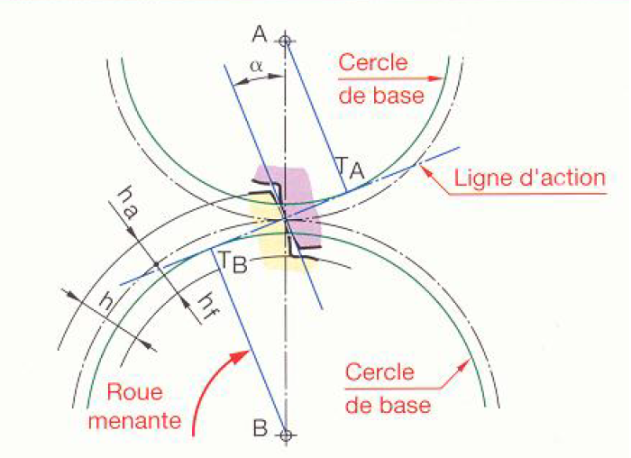 A
α
Cercle
de base
TA
Ligne d'action
ha
TB
h
hf
Roue
menante
Cercle
de base
B